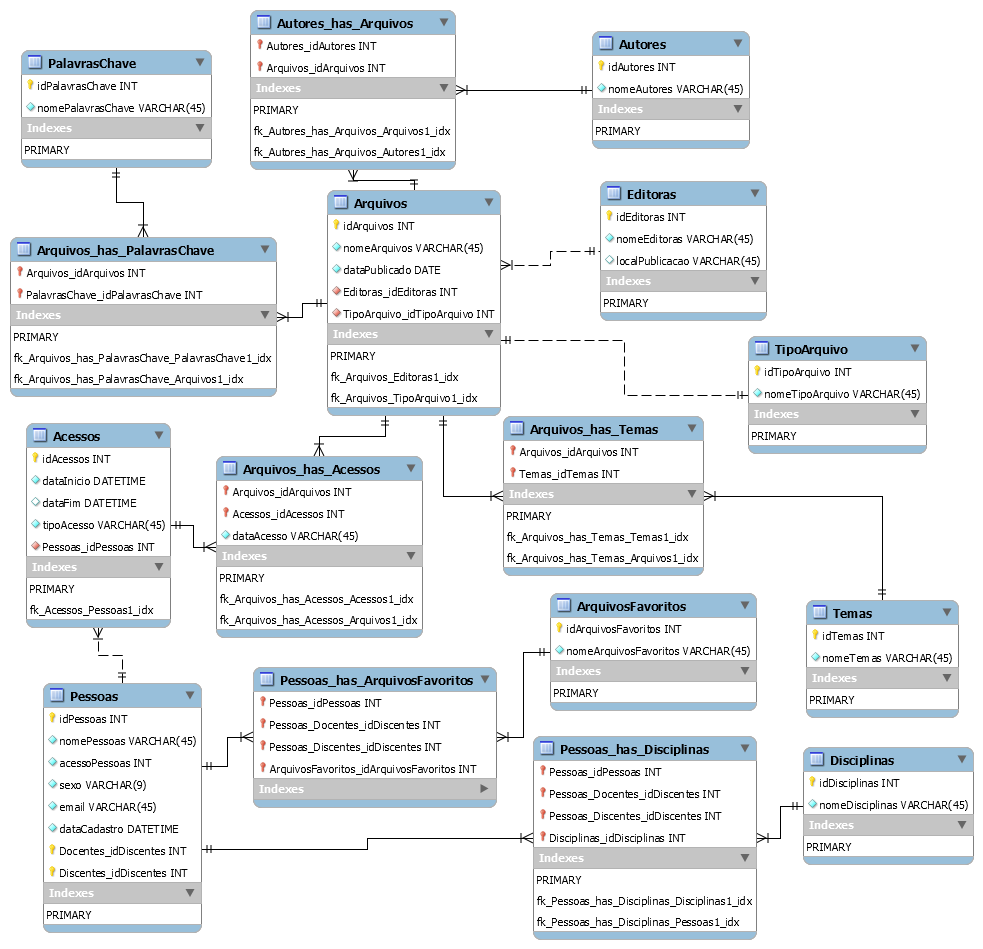 Autores_has_Arquivos
Autores_idAutores INT
Arquivos_idArquivos INT
Indexes
PRIMARY
fk_Autores_has_Arquivos_Arquivos1_idx
fk_Autores_has_Arquivos_Autores1_idx
Autores
idAutores INT
nomeAutores VARCHAR(45)
Indexes
PRIMARY
PalavrasChave
idPalavrasChave INT
nomePalavrasChave VARCHAR(45)
Indexes
PRIMARY
Arquivos
idArquivos INT
nomeArquivos VARCHAR(45)
dataPublicado DATE
Editoras_idEditoras INT
TipoArquivo_idTipoArquivo INT
Indexes
PRIMARY
fk_Arquivos_Editoras1_idx
fk_Arquivos_TipoArquivo1_idx
Editoras
idEditoras INT
nomeEditoras VARCHAR(45)
localPublicacao VARCHAR(45)
Indexes
PRIMARY
Arquivos_has_PalavrasChave
Arquivos_idArquivos INT
PalavrasChave_idPalavrasChave INT
Indexes
PRIMARY
fk_Arquivos_has_PalavrasChave_PalavrasChave1_idx
fk_Arquivos_has_PalavrasChave_Arquivos1_idx
TipoArquivo
idTipoArquivo INT
nomeTipoArquivo VARCHAR(45)
Indexes
PRIMARY
Acessos
idAcessos INT
dataInicio DATETIME
dataFim DATETIME
tipoAcesso VARCHAR(45)
Pessoas_idPessoas INT
Indexes
PRIMARY
fk_Acessos_Pessoas1_idx
Arquivos_has_Acessos
Arquivos_idArquivos INT
Acessos_idAcessos INT
dataAcesso VARCHAR(45)
Indexes
PRIMARY
fk_Arquivos_has_Acessos_Acessos1_idx
fk_Arquivos_has_Acessos_Arquivos1_idx
Arquivos_has_Temas
Arquivos_idArquivos INT
Temas_idTemas INT
Indexes
PRIMARY
fk_Arquivos_has_Temas_Temas1_idx
fk_Arquivos_has_Temas_Arquivos1_idx
ArquivosFavoritos
idArquivosFavoritos INT
nomeArquivosFavoritos VARCHAR(45)
Indexes
PRIMARY
Temas
idTemas INT
nomeTemas VARCHAR(45)
Indexes
PRIMARY
Pessoas
idPessoas INT
nomePessoas VARCHAR(45)
acessoPessoas INT
sexo VARCHAR(9)
email VARCHAR(45)
dataCadastro DATETIME
Docentes_idDiscentes INT
Discentes_idDiscentes INT
Indexes
PRIMARY
Pessoas_has_ArquivosFavoritos
Pessoas_idPessoas INT
Pessoas_Docentes_idDiscentes INT
Pessoas_Discentes_idDiscentes INT
ArquivosFavoritos_idArquivosFavoritos INT
Indexes
Pessoas_has_Disciplinas
Pessoas_idPessoas INT
Pessoas_Docentes_idDiscentes INT
Pessoas_Discentes_idDiscentes INT
Disciplinas_idDisciplinas INT
Indexes
PRIMARY
fk_Pessoas_has_Disciplinas_Disciplinas1_idx
fk_Pessoas_has_Disciplinas_Pessoas1_idx
Disciplinas
idDisciplinas INT
nomeDisciplinas VARCHAR(45)
Indexes
PRIMARY